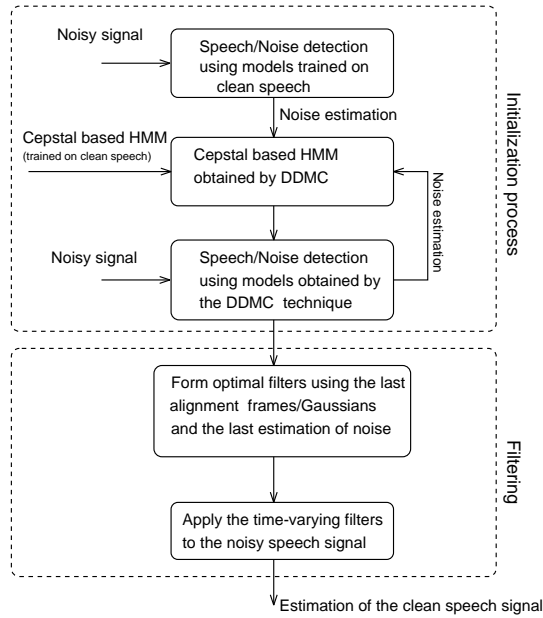 Noisy signal
Speech/Noise detection
using models trained on
clean speech
Noise estimation
Cepstal based HMM
(trained on clean speech)
Cepstal based HMM
obtained by DDMC
Noise estimation
Noisy signal
Speech/Noise detection
using models obtained by
the DDMC technique
Initialization process
Form optimal filters using the last
alignment frames/Gaussians
and the last estimation of noise
Apply the time-varying filters
to the noisy speech signal
Filtering
Estimation of the clean speech signal